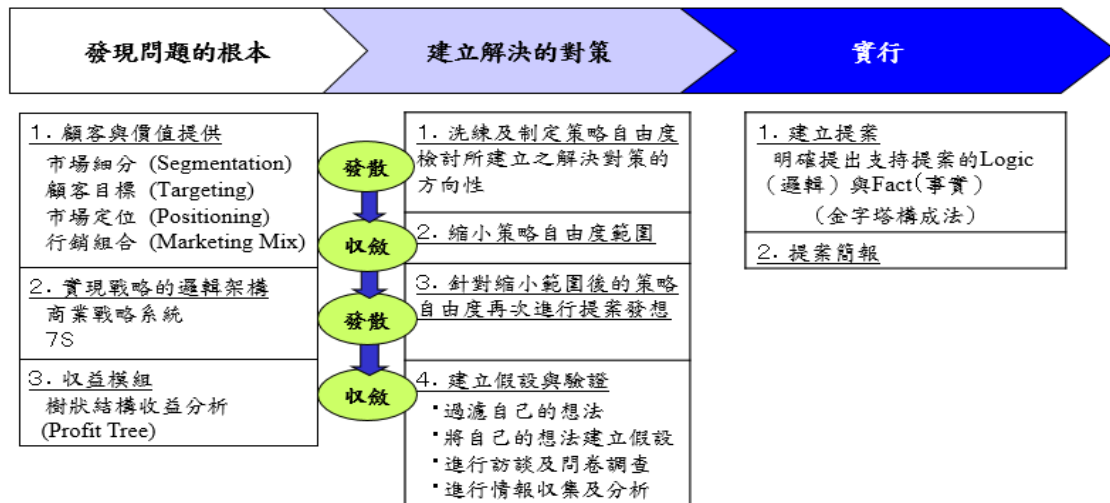 發現問題的根本
建立解決的對策
實行
1. 顧客與價值提供
市場細分 (Segmentation)
顧客目標 (Targeting)
市場定位 (Positioning)
行銷組合 (Marketing Mix)
2. 實現戰略的邏輯架構
商業戰略系統
7S
3. 收益模組
樹狀結構收益分析
(Profit Tree)
發散
收斂
發散
收斂
1. 洗練及制定策略自由度
檢討所建立之解決對策的
方向性
2. 縮小策略自由度範圍
3. 針對縮小範圍後的策略
自由度再次進行提案發想
4. 建立假設與驗證
▪過濾自己的想法
▪將自己的想法建立假設
▪進行訪談及問卷調查
▪進行情報收集及分析
1. 建立提案
明確提出支持提案的Logic
(邏輯) 與Fact(事實)
(金字塔構成法)
2. 提案簡報